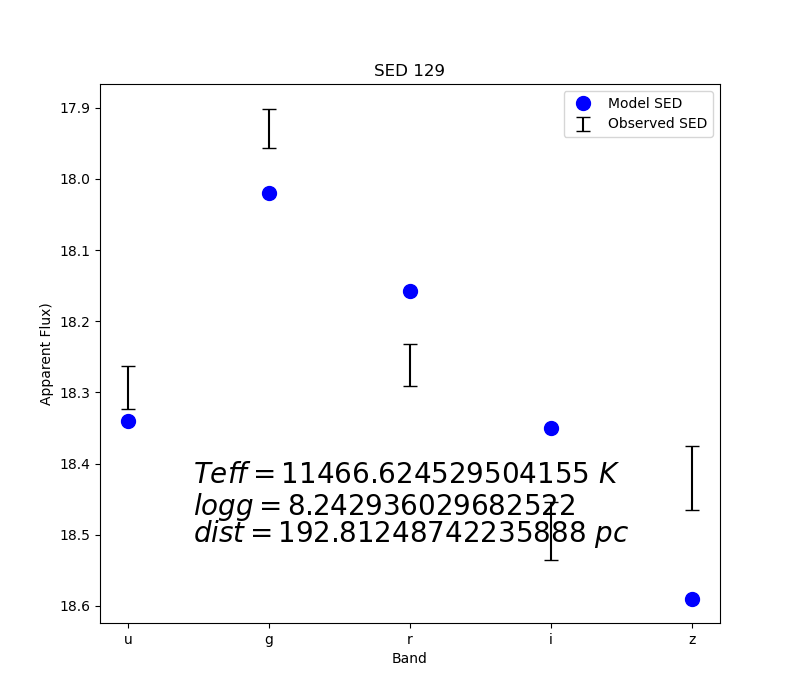 SED 129
Model SED
Observed SED
17.9
18.0
18.1
18.2
18.3
18.4
18.5
18.6
Apparent Flux)
Teff = 11466.624529504155 K
logg = 8.242936029682522
dist = 192.81248742235888 pc
u g r i z
Band